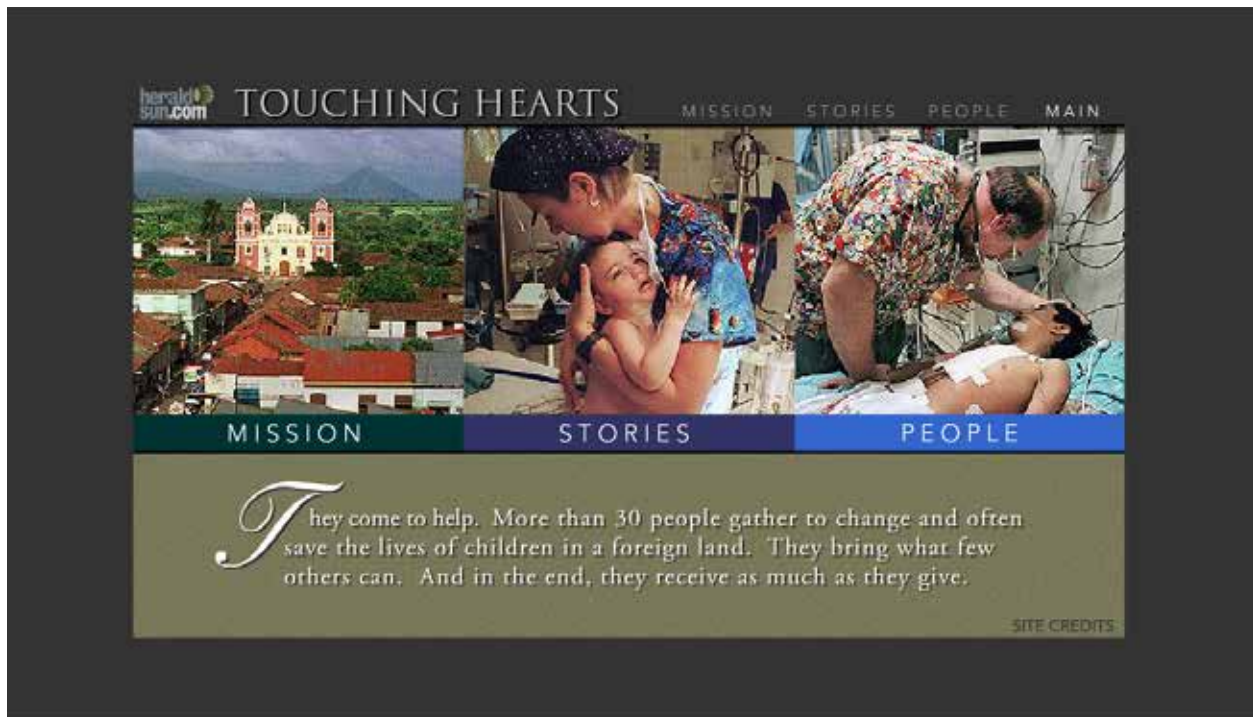 herald
sun.com
TOUCHING HEARTS
MISSION STORIES PEOPLE MAIN
MISSION STORIES PEOPLE
They come to help. More than 30 people gather to change and often
save the lives of children in a foreign land. They bring what few
others can. And in the end, they receive as much as they give.
SITE CREDITS